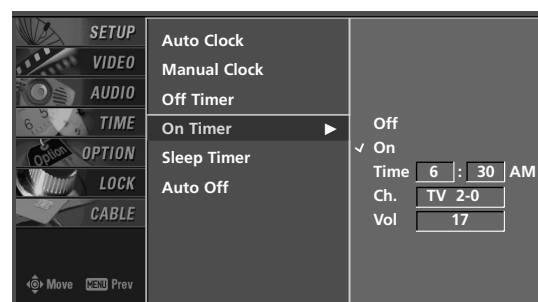 SETUP
VIDEO
AUDIO
TIME
OPTION
LOCK
CABLE
Move MENU Prev
Auto Clock
Manual Clock
Off Timer
On Timer ►
Sleep Timer
Auto Off
Off
✓ On
Time 6 : 30 AM
Ch. TV 2-0
Vol 17